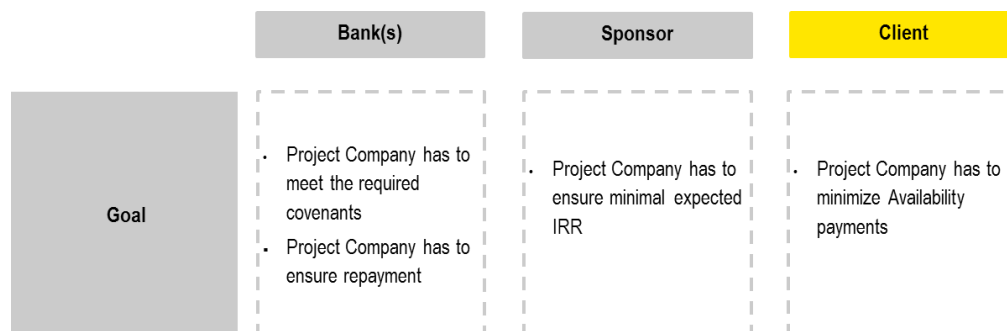 Bank(s)
Sponsor
Client
Goal
• Project Company has to
meet the required
covenants
▪ Project Company has to
ensure repayment
• Project Company has to
ensure minimal expected
IRR
• Project Company has to
minimize Availability
payments